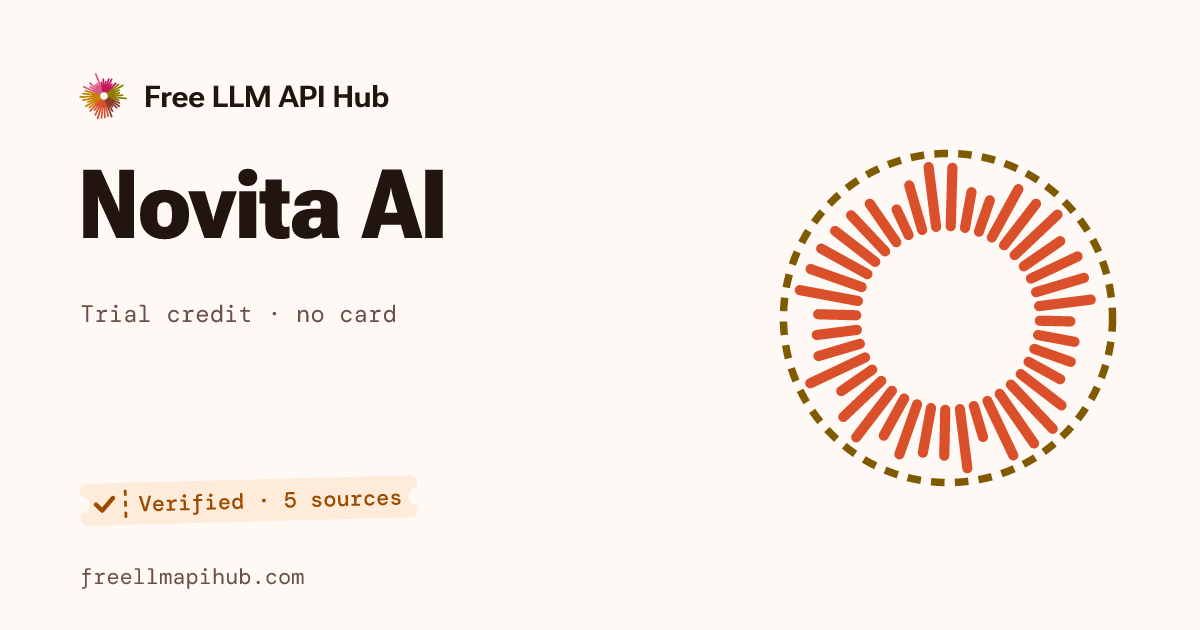 Free LLM API Hub
Novita AI
Trial credit · no card
Verified · 5 sources
freellmapihub.com